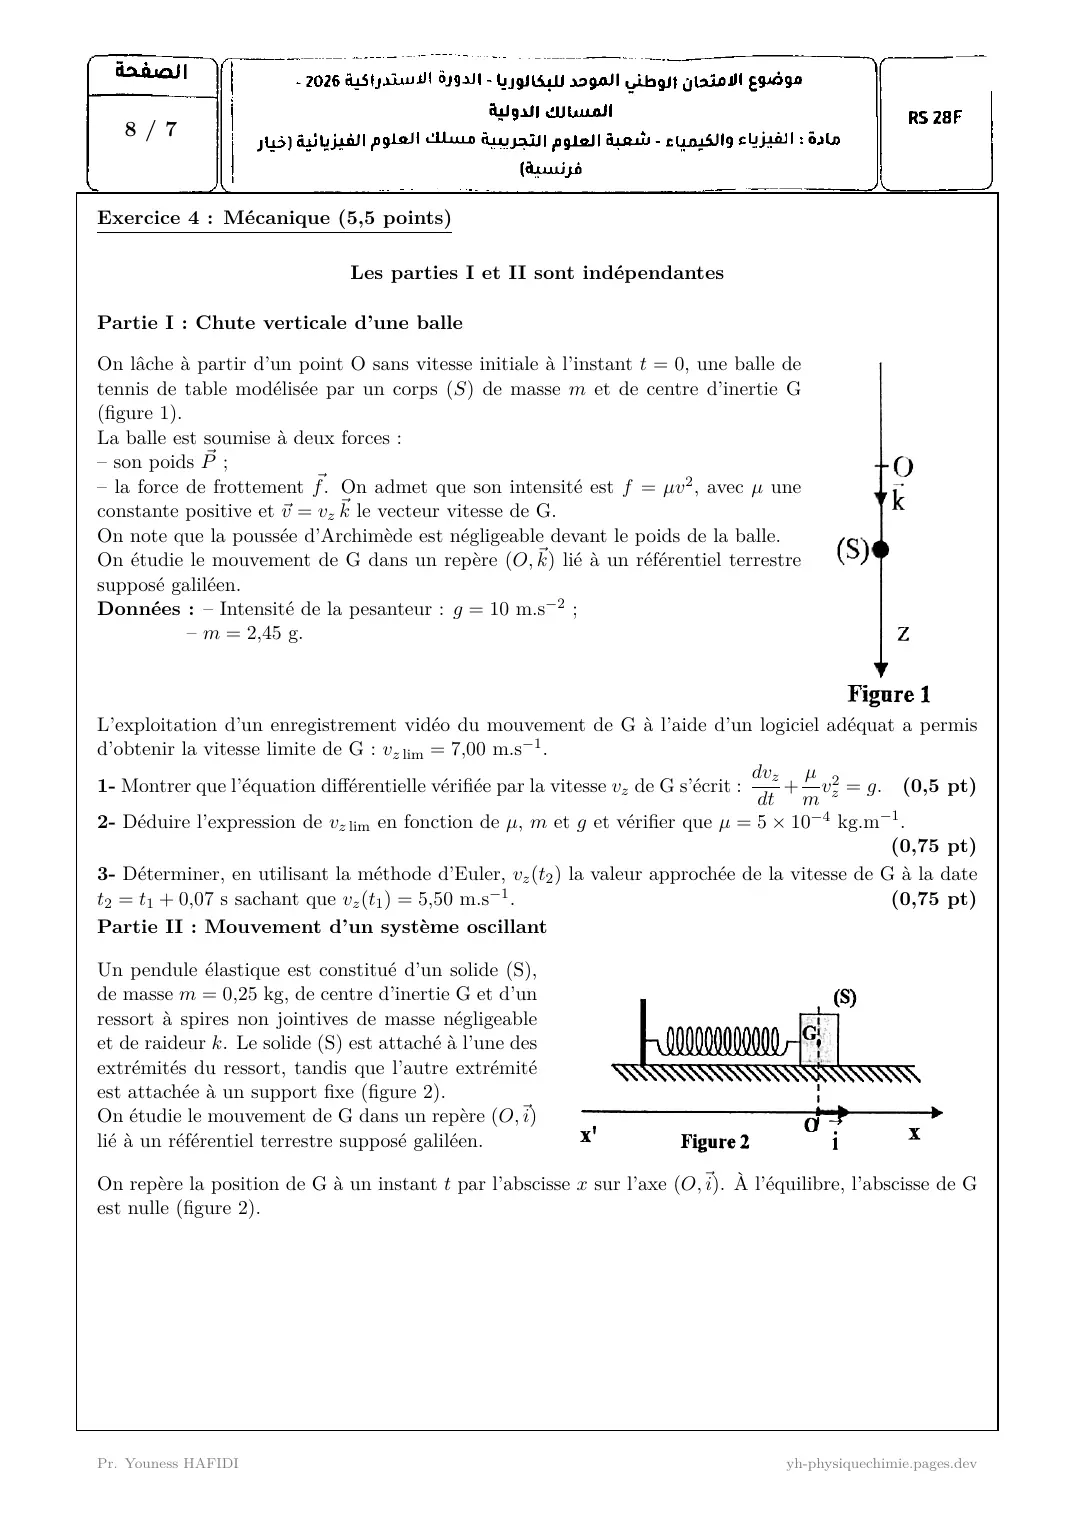 الصفحة
8 / 7
موضوع الامتحان الوطني الموحد للبكالوريا - الدورة الاستدراكية 2026 -
المسالك الدولية
مادة : الفيزياء والكيمياء - شعبة العلوم التجريبية مسلك العلوم الفيزيائية (خيار
فرنسية)
RS 28F
Exercice 4 : Mécanique (5,5 points)
Les parties I et II sont indépendantes
Partie I : Chute verticale d'une balle
On lâche à partir d'un point O sans vitesse initiale à l'instant t = 0, une balle de
tennis de table modélisée par un corps (S) de masse m et de centre d'inertie G
(figure 1).
La balle est soumise à deux forces :
– son poids P⃗ ;
– la force de frottement f⃗. On admet que son intensité est f = μv², avec μ une
constante positive et v⃗ = v_z k⃗ le vecteur vitesse de G.
On note que la poussée d'Archimède est négligeable devant le poids de la balle.
On étudie le mouvement de G dans un repère (O, k⃗) lié à un référentiel terrestre
supposé galiléen.
Données : – Intensité de la pesanteur : g = 10 m.s⁻² ;
– m = 2,45 g.
O
k⃗
(S)
z
Figure 1
L'exploitation d'un enregistrement vidéo du mouvement de G à l'aide d'un logiciel adéquat a permis
d'obtenir la vitesse limite de G : v_z lim = 7,00 m.s⁻¹.
1- Montrer que l'équation différentielle vérifiée par la vitesse v_z de G s'écrit : dv_z/dt + μ/m v_z² = g. (0,5 pt)
2- Déduire l'expression de v_z lim en fonction de μ, m et g et vérifier que μ = 5 × 10⁻⁴ kg.m⁻¹.
(0,75 pt)
3- Déterminer, en utilisant la méthode d'Euler, v_z(t₂) la valeur approchée de la vitesse de G à la date
t₂ = t₁ + 0,07 s sachant que v_z(t₁) = 5,50 m.s⁻¹. (0,75 pt)
Partie II : Mouvement d'un système oscillant
Un pendule élastique est constitué d'un solide (S),
de masse m = 0,25 kg, de centre d'inertie G et d'un
ressort à spires non jointives de masse négligeable
et de raideur k. Le solide (S) est attaché à l'une des
extrémités du ressort, tandis que l'autre extrémité
est attachée à un support fixe (figure 2).
On étudie le mouvement de G dans un repère (O, i⃗)
lié à un référentiel terrestre supposé galiléen.
(S)
G
x'
O
i⃗
x
Figure 2
On repère la position de G à un instant t par l'abscisse x sur l'axe (O, i⃗). À l'équilibre, l'abscisse de G
est nulle (figure 2).
Pr. Youness HAFIDI
yh-physiquechimie.pages.dev